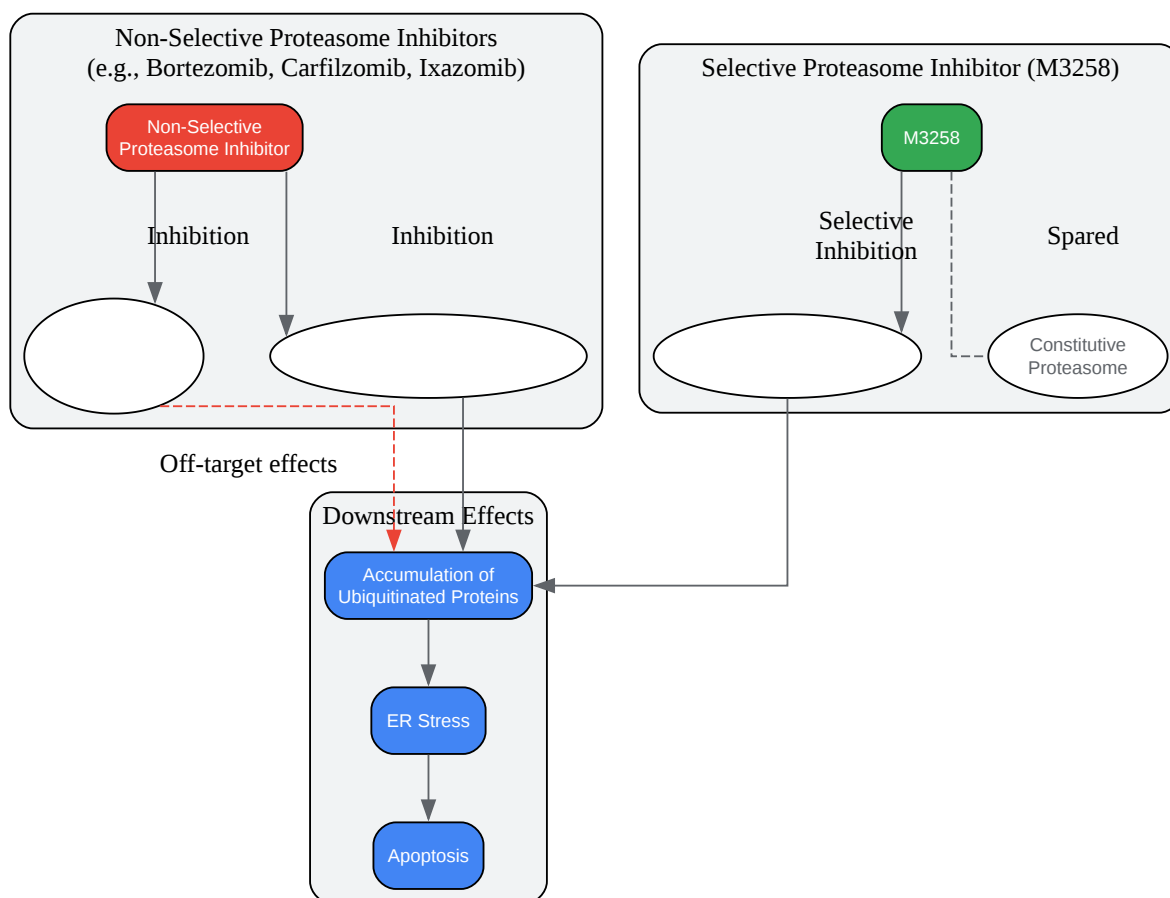 Non-Selective Proteasome Inhibitors
(e.g., Bortezomib, Carfilzomib, Ixazomib)
Non-Selective
Proteasome Inhibitor
Inhibition
Inhibition
Off-target effects
Selective Proteasome Inhibitor (M3258)
M3258
Selective
Inhibition
Spared
Constitutive
Proteasome
Downstream Effects
Accumulation of
Ubiquitinated Proteins
ER Stress
Apoptosis